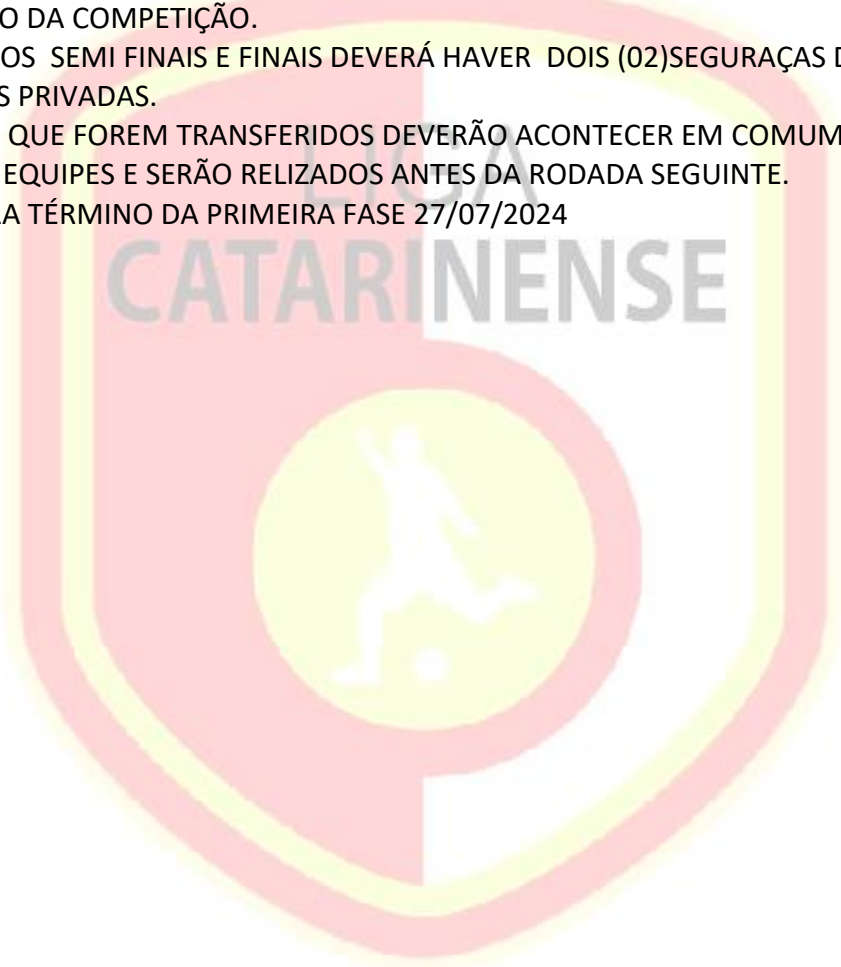 O DA COMPETIÇÃO.
OS SEMI FINAIS E FINAIS DEVERÁ HAVER DOIS (02)SEGURAÇAS D
S PRIVADAS.
QUE FOREM TRANSFERIDOS DEVERÃO ACONTECER EM COMUM
EQUIPES E SERÃO RELIZADOS ANTES DA RODADA SEGUINTE.
A TÉRMINO DA PRIMEIRA FASE 27/07/2024
LIGA
CATARINENSE